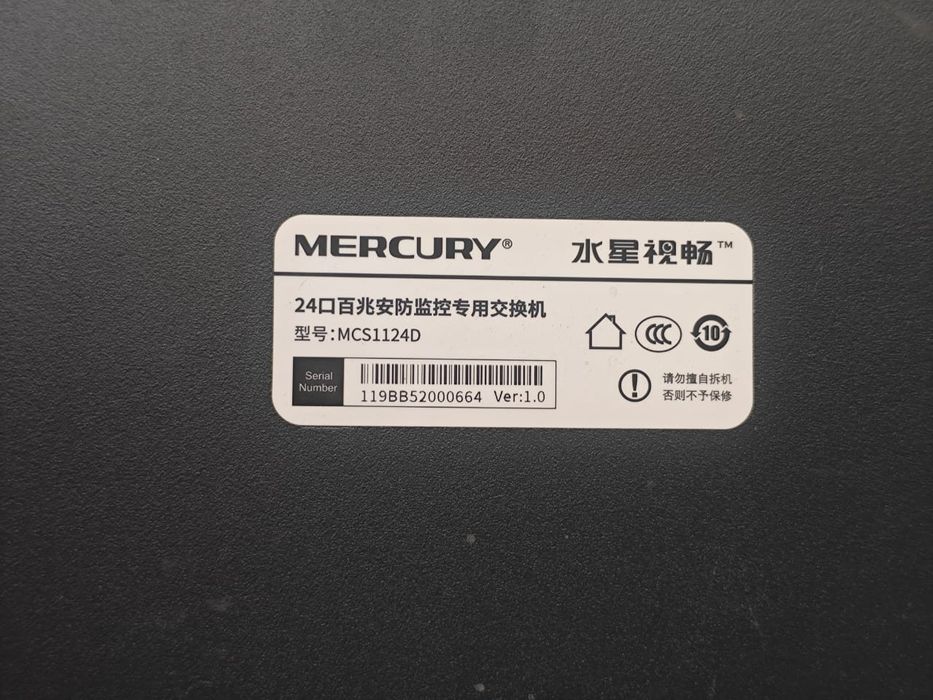 MERCURY® 水星视畅™
24口百兆安防监控专用交换机
型号：MCS1124D
CCC
10
Serial
Number
119BB52000664 Ver:1.0
请勿擅自拆机
否则不予保修